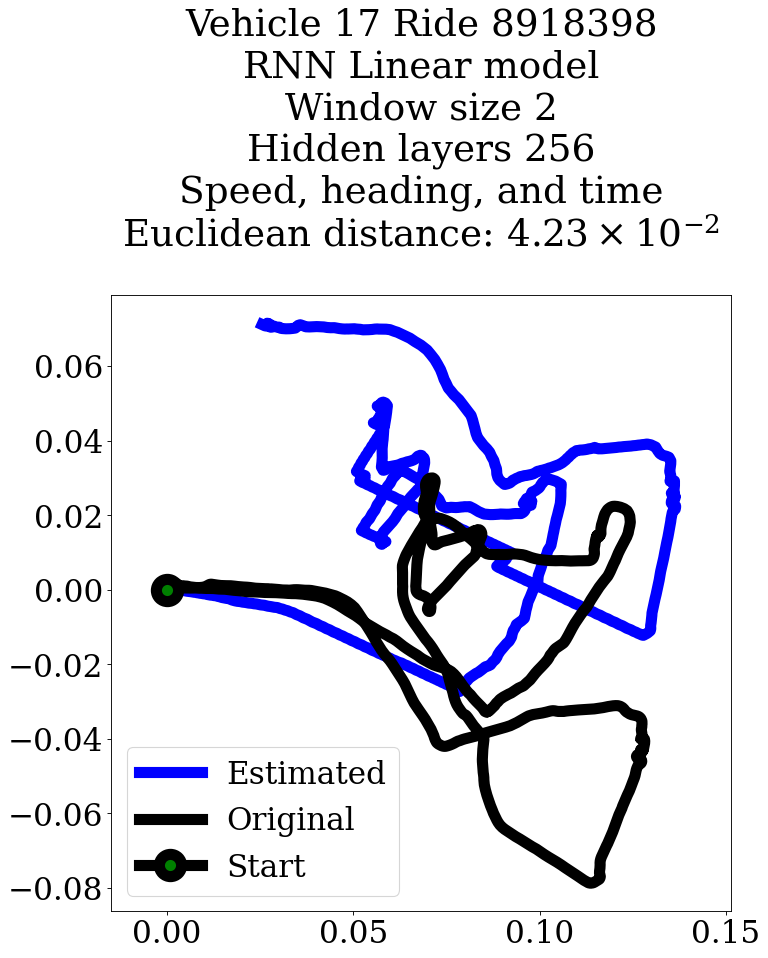 Vehicle 17 Ride 8918398
RNN Linear model
Window size 2
Hidden layers 256
Speed, heading, and time
Euclidean distance: 4.23 × 10⁻²
0.06
0.04
0.02
0.00
−0.02
−0.04
−0.06
−0.08
Estimated
Original
Start
0.00 0.05 0.10 0.15